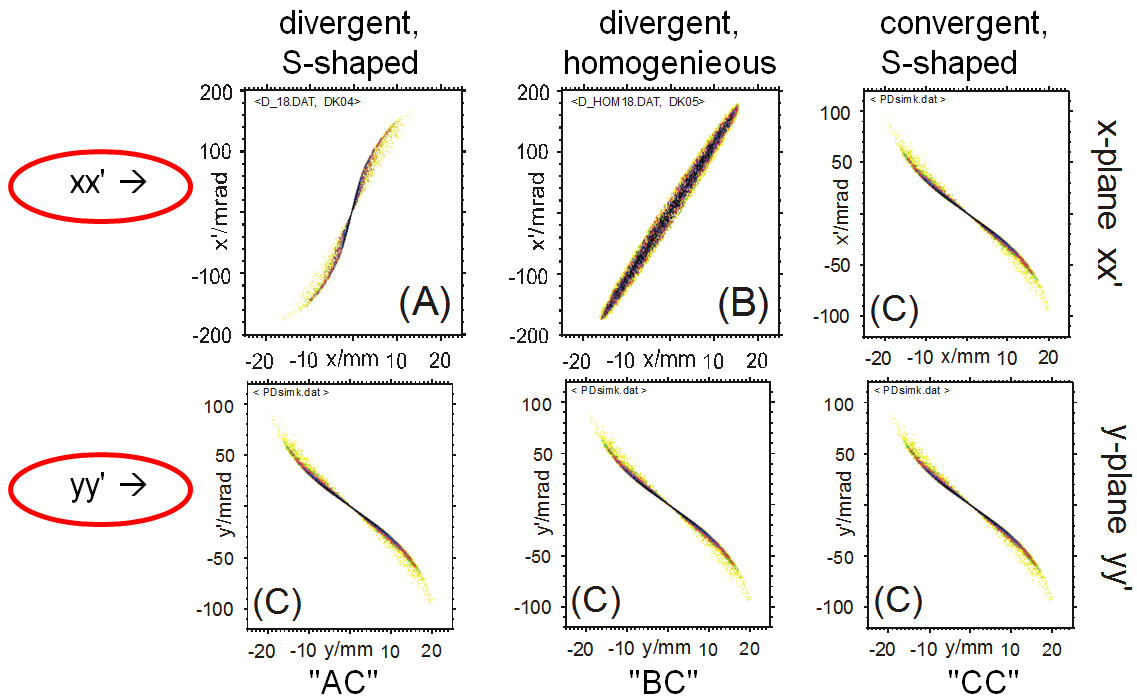 divergent,
S-shaped
divergent,
homogenieous
convergent,
S-shaped
xx' →
<D_18.DAT, DK04>
200
100
-100
-200
x'/mrad
(A)
-20
-10
x/mm
10
20
<D_HOM18.DAT, DK05>
200
100
-100
-200
x'/mrad
(B)
-20
-10
x/mm
10
20
< PDsimk.dat >
100
50
-50
-100
x'/mrad
(C)
-20
-10
x/mm
10
20
x-plane xx'
yy' →
< PDsimk.dat >
100
50
-50
-100
y'/mrad
(C)
-20
-10
y/mm
10
20
"AC"
< PDsimk.dat >
100
50
-50
-100
y'/mrad
(C)
-20
-10
y/mm
10
20
"BC"
< PDsimk.dat >
100
50
-50
-100
y'/mrad
(C)
-20
-10
y/mm
10
20
"CC"
y-plane yy'